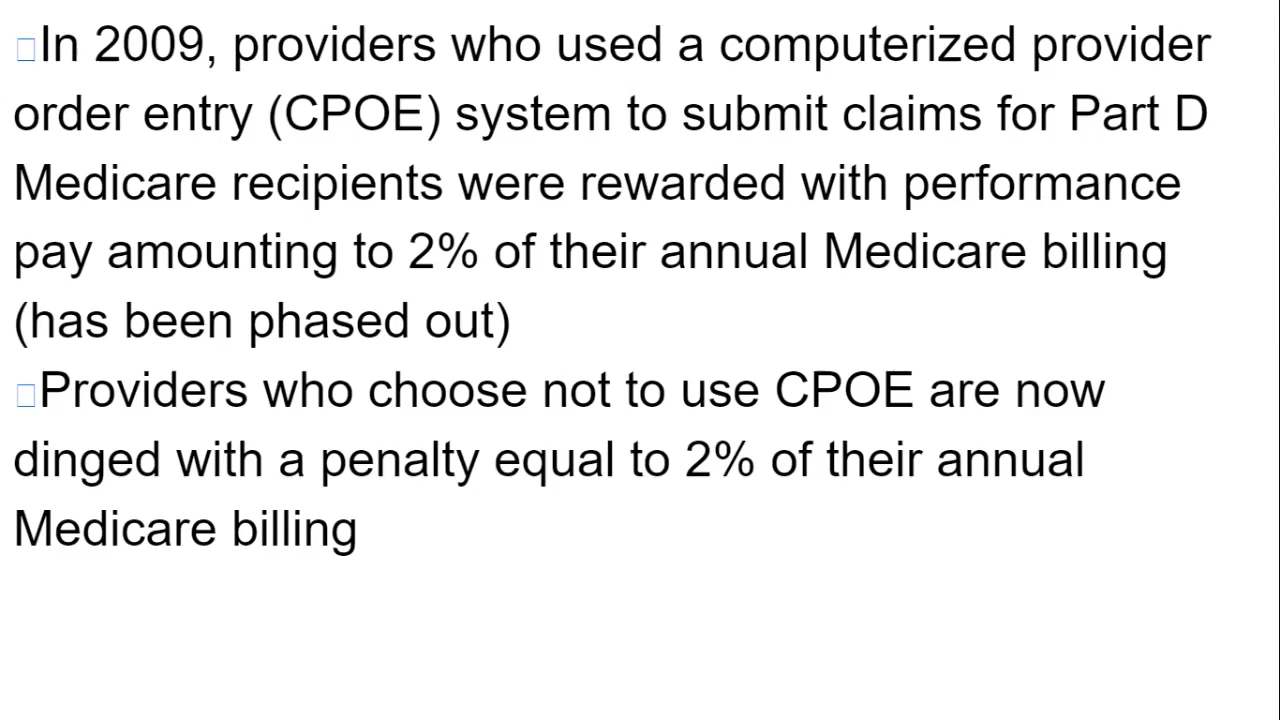 In 2009, providers who used a computerized provider
order entry (CPOE) system to submit claims for Part D
Medicare recipients were rewarded with performance
pay amounting to 2% of their annual Medicare billing
(has been phased out)
Providers who choose not to use CPOE are now
dinged with a penalty equal to 2% of their annual
Medicare billing